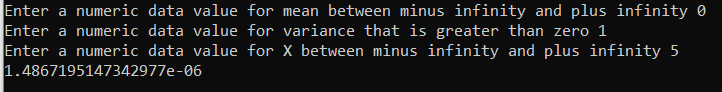 Enter a numeric data value for mean between minus infinity and plus infinity 0
Enter a numeric data value for variance that is greater than zero 1
Enter a numeric data value for X between minus infinity and plus infinity 5
1.4867195147342977e-06